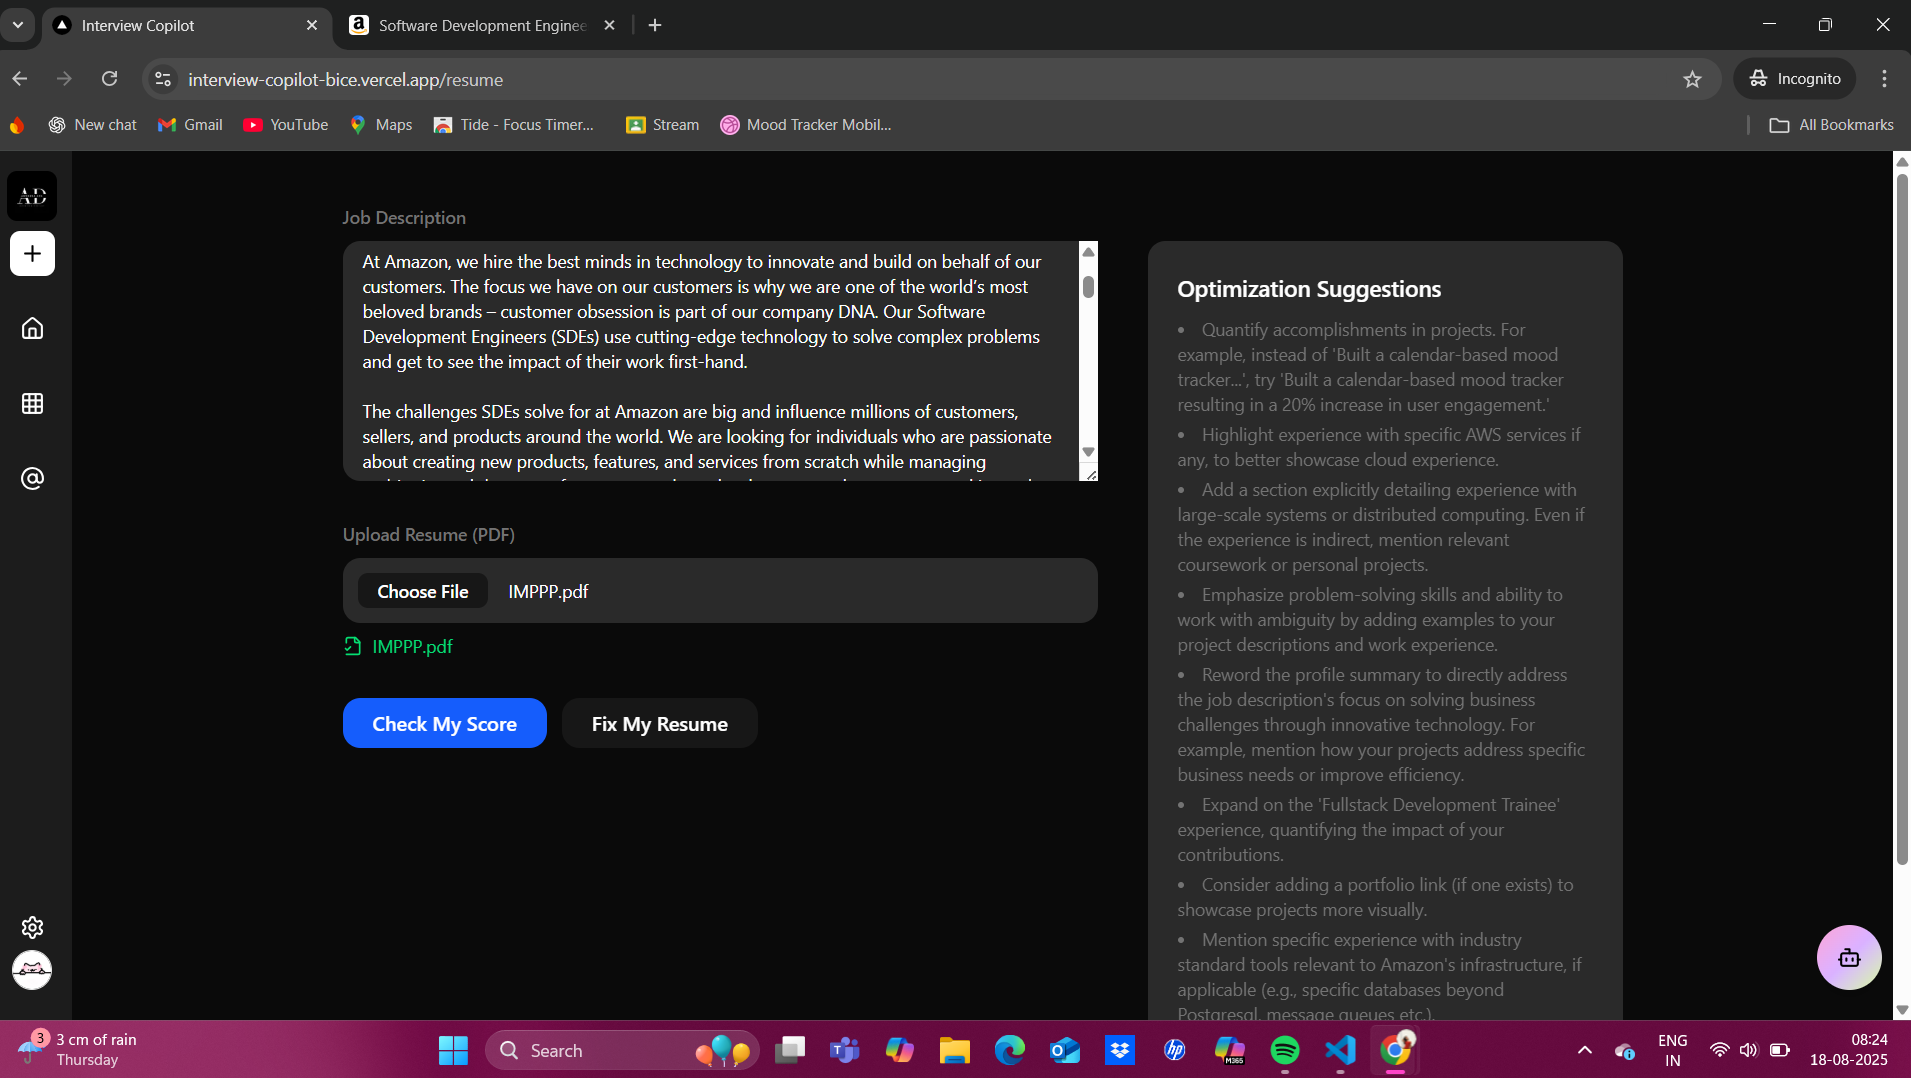 Interview Copilot
Software Development Enginee
interview-copilot-bice.vercel.app/resume
Incognito
New chat
Gmail
YouTube
Maps
Tide - Focus Timer...
Stream
Mood Tracker Mobil...
All Bookmarks
AD
Job Description
At Amazon, we hire the best minds in technology to innovate and build on behalf of our
customers. The focus we have on our customers is why we are one of the world’s most
beloved brands – customer obsession is part of our company DNA. Our Software
Development Engineers (SDEs) use cutting-edge technology to solve complex problems
and get to see the impact of their work first-hand.
The challenges SDEs solve for at Amazon are big and influence millions of customers,
sellers, and products around the world. We are looking for individuals who are passionate
about creating new products, features, and services from scratch while managing
Upload Resume (PDF)
Choose File IMPPP.pdf
IMPPP.pdf
Check My Score
Fix My Resume
Optimization Suggestions
• Quantify accomplishments in projects. For
example, instead of 'Built a calendar-based mood
tracker...', try 'Built a calendar-based mood tracker
resulting in a 20% increase in user engagement.'
• Highlight experience with specific AWS services if
any, to better showcase cloud experience.
• Add a section explicitly detailing experience with
large-scale systems or distributed computing. Even if
the experience is indirect, mention relevant
coursework or personal projects.
• Emphasize problem-solving skills and ability to
work with ambiguity by adding examples to your
project descriptions and work experience.
• Reword the profile summary to directly address
the job description's focus on solving business
challenges through innovative technology. For
example, mention how your projects address specific
business needs or improve efficiency.
• Expand on the 'Fullstack Development Trainee'
experience, quantifying the impact of your
contributions.
• Consider adding a portfolio link (if one exists) to
showcase projects more visually.
• Mention specific experience with industry
standard tools relevant to Amazon's infrastructure, if
applicable (e.g., specific databases beyond
Postgresql, message queues etc.).
3
3 cm of rain
Thursday
Search
M365
ENG
IN
08:24
18-08-2025